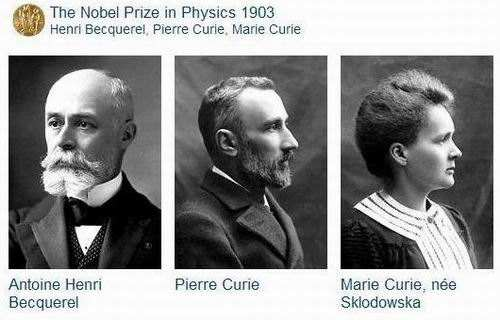 The Nobel Prize in Physics 1903
Henri Becquerel, Pierre Curie, Marie Curie
Antoine Henri
Becquerel
Pierre Curie
Marie Curie, née
Sklodowska